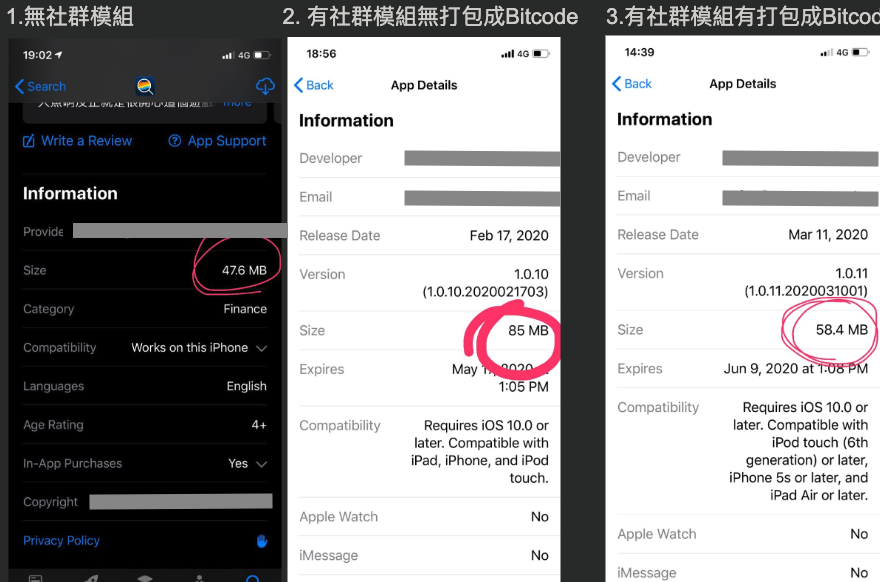 1.無社群模組
2. 有社群模組無打包成Bitcode
3.有社群模組有打包成Bitcod
19:02
4G
Search
more
Write a Review
App Support
Information
Provide
Size
47.6 MB
Category
Finance
Compatibility
Works on this iPhone
Languages
English
Age Rating
4+
In-App Purchases
Yes
Copyright
Privacy Policy
18:56
4G
Back
App Details
Information
Developer
Email
Release Date
Feb 17, 2020
Version
1.0.10
(1.0.10.2020021703)
Size
85 MB
Expires
May 2020
1:05 PM
Compatibility
Requires iOS 10.0 or
later. Compatible with
iPad, iPhone, and iPod
touch.
Apple Watch
No
iMessage
No
14:39
4G
Back
App Details
Information
Developer
Email
Release Date
Mar 11, 2020
Version
1.0.11
(1.0.11.2020031001)
Size
58.4 MB
Expires
Jun 9, 2020 at 1:08 PM
Compatibility
Requires iOS 10.0 or
later. Compatible with
iPod touch (6th
generation) or later,
iPhone 5s or later, and
iPad Air or later.
Apple Watch
No
iMessage
No